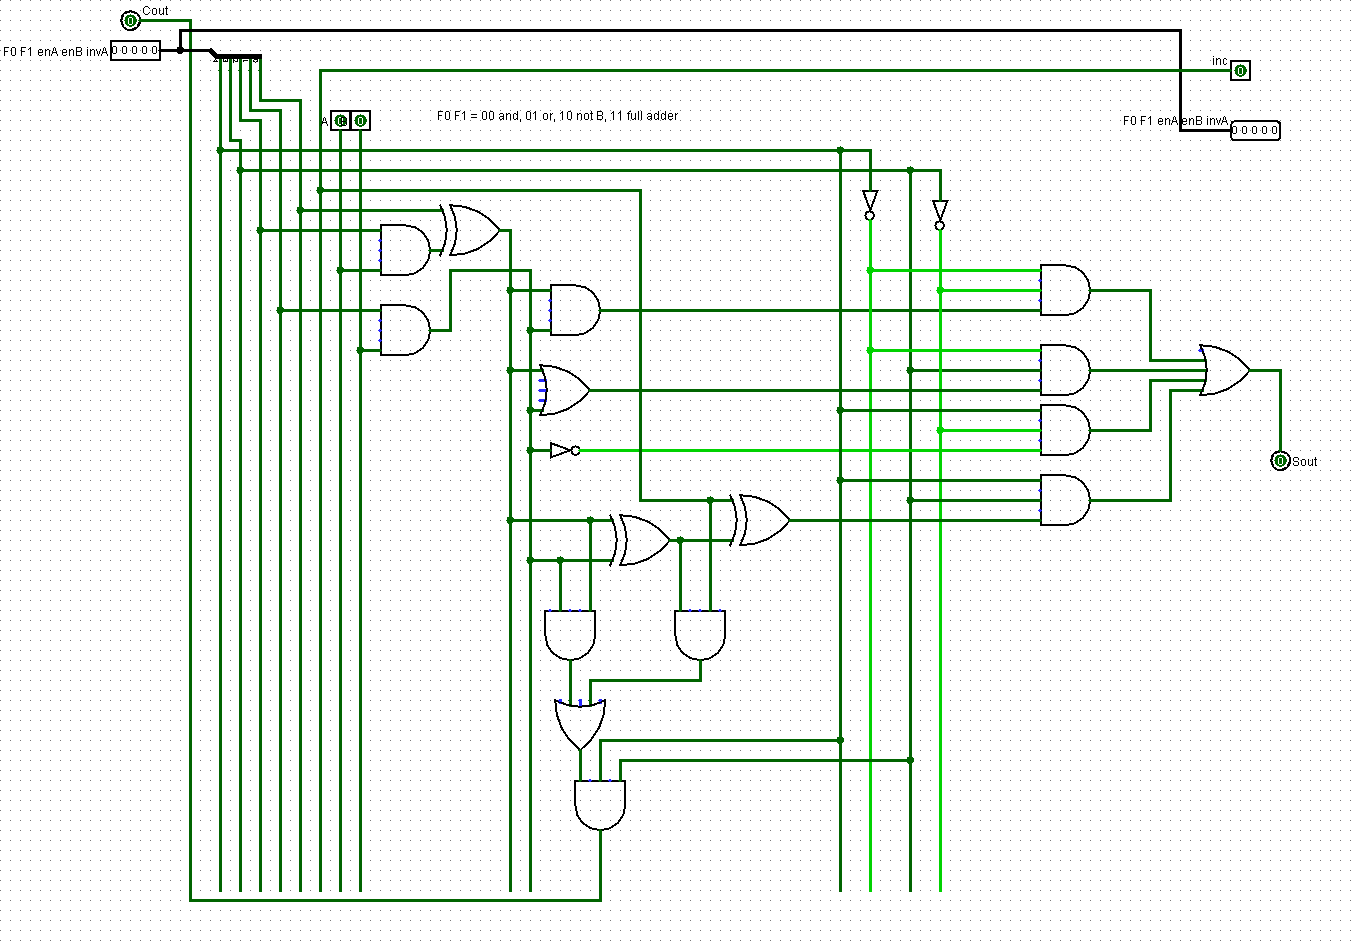 Cout
0
F0 F1 enA enB invA 0 0 0 0 0
inc 0
A 0 0
F0 F1 = 00 and, 01 or, 10 not B, 11 full adder
F0 F1 enA enB invA 0 0 0 0 0
0 Sout